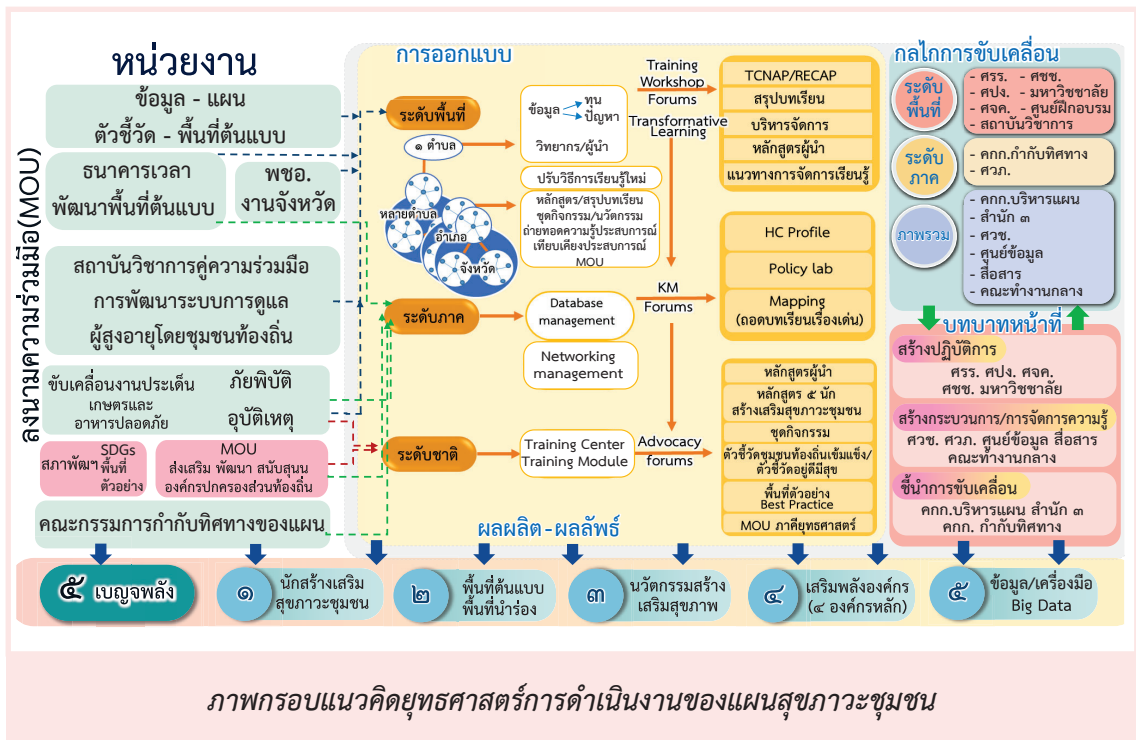 ลงนามความร่วมมือ(MOU)
หน่วยงาน
ข้อมูล - แผน
ตัวชี้วัด - พื้นที่ต้นแบบ
ธนาคารเวลา
พัฒนาพื้นที่ต้นแบบ
พชอ.
งานจังหวัด
สถาบันวิชาการคู่ความร่วมมือ
การพัฒนาระบบการดูแล
ผู้สูงอายุโดยชุมชนท้องถิ่น
ขับเคลื่อนงานประเด็น
เกษตรและ
อาหารปลอดภัย
ภัยพิบัติ
อุบัติเหตุ
สภาพัฒฯ
SDGs
พื้นที่
ตัวอย่าง
MOU
ส่งเสริม พัฒนา สนับสุนน
องค์กรปกครองส่วนท้องถิ่น
คณะกรรมการกำกับทิศทางของแผน
การออกแบบ
ระดับพื้นที่
๑ ตำบล
หลายตำบล
อำเภอ
จังหวัด
ข้อมูล
ทุน
ปัญหา
วิทยากร/ผู้นำ
ปรับวิธีการเรียนรู้ใหม่
หลักสูตร/สรุปบทเรียน
ชุดกิจกรรม/นวัตกรรม
ถ่ายทอดความรู้ประสบการณ์
เทียบเคียงประสบการณ์
MOU
ระดับภาค
Database
management
Networking
management
ระดับชาติ
Training Center
Training Module
Training
Workshop
Forums
Transformative
Learning
KM
Forums
Advocacy
forums
TCNAP/RECAP
สรุปบทเรียน
บริหารจัดการ
หลักสูตรผู้นำ
แนวทางการจัดการเรียนรู้
HC Profile
Policy lab
Mapping
(ถอดบทเรียนเรื่องเด่น)
หลักสูตรผู้นำ
หลักสูตร ๕ นัก
สร้างเสริมสุขภาวะชุมชน
ชุดกิจกรรม
ตัวชี้วัดชุมชนท้องถิ่นเข้มแข็ง/
ตัวชี้วัดอยู่ดีมีสุข
พื้นที่ตัวอย่าง
Best Practice
MOU ภาคียุทธศาสตร์
กลไกการขับเคลื่อน
ระดับ
พื้นที่
- ศรร. - ศชช.
- ศปง. - มหาวิชชาลัย
- ศจค. - ศูนย์ฝึกอบรม
- สถาบันวิชาการ
ระดับ
ภาค
- คกก.กำกับทิศทาง
- ศวภ.
ภาพรวม
- คกก.บริหารแผน
- สำนัก ๓
- ศวช.
- ศูนย์ข้อมูล
- สื่อสาร
- คณะทำงานกลาง
บทบาทหน้าที่
สร้างปฏิบัติการ
ศรร. ศปง. ศจค.
ศชช. มหาวิชชาลัย
สร้างกระบวนการ/การจัดการความรู้
ศวช. ศวภ. ศูนย์ข้อมูล สื่อสาร
คณะทำงานกลาง
ชี้นำการขับเคลื่อน
คกก.บริหารแผน สำนัก ๓
คกก. กำกับทิศทาง
ผลผลิต-ผลลัพธ์
๕ เบญจพลัง
๑
นักสร้างเสริม
สุขภาวะชุมชน
๒
พื้นที่ต้นแบบ
พื้นที่นำร่อง
๓
นวัตกรรมสร้าง
เสริมสุขภาพ
๔
เสริมพลังองค์กร
(๔ องค์กรหลัก)
๕
ข้อมูล/เครื่องมือ
Big Data
ภาพกรอบแนวคิดยุทธศาสตร์การดำเนินงานของแผนสุขภาวะชุมชน